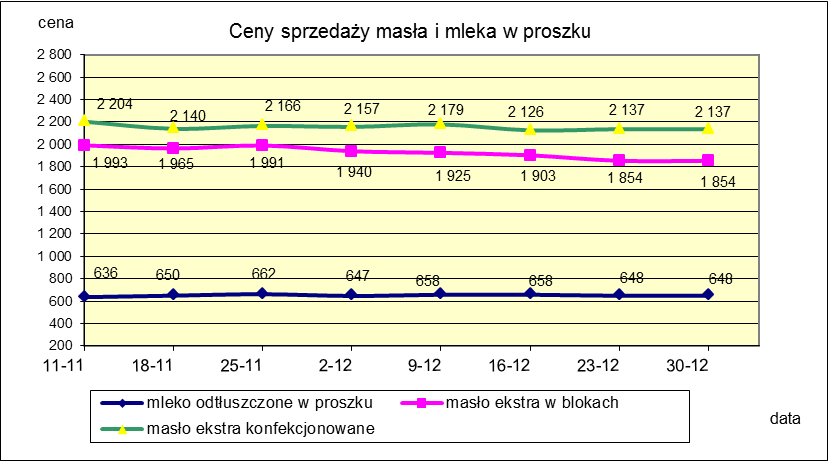 cena
Ceny sprzedaży masła i mleka w proszku
2 800
2 600
2 400
2 200
2 000
1 800
1 600
1 400
1 200
1 000
800
600
400
200
2 204 2 140 2 166 2 157 2 179 2 126 2 137 2 137
1 993 1 965 1 991 1 940 1 925 1 903 1 854 1 854
636 650 662 647 658 658 648 648
11-11 18-11 25-11 2-12 9-12 16-12 23-12 30-12
mleko odtłuszczone w proszku masło ekstra w blokach
masło ekstra konfekcjonowane
data